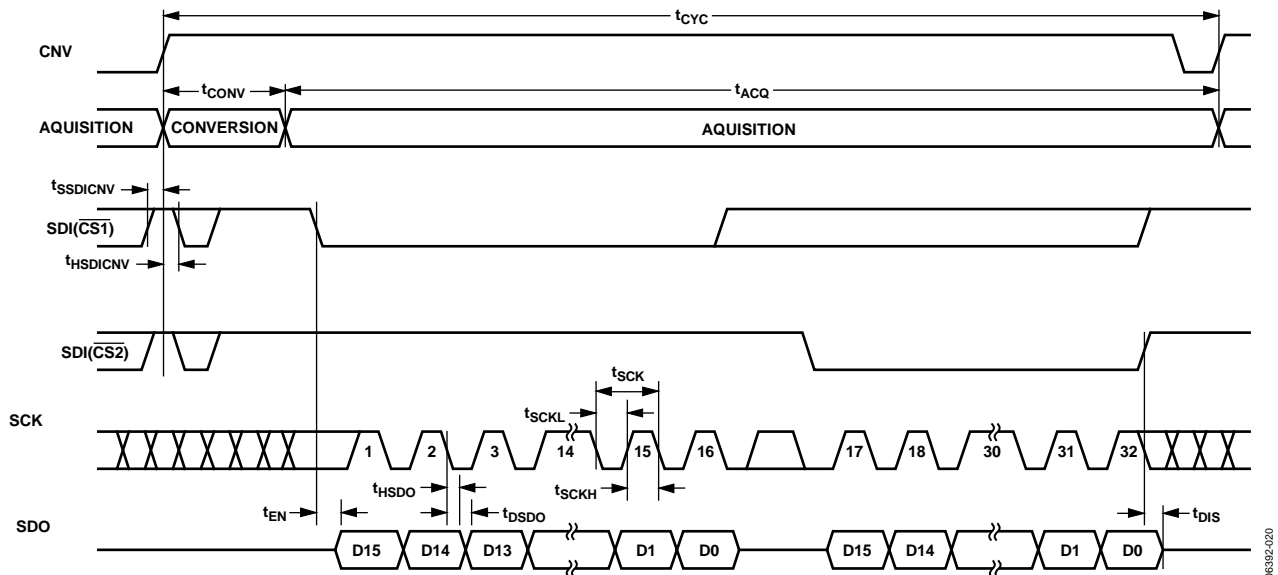 tCYC
CNV
tCONV
tACQ
AQUISITION CONVERSION AQUISITION
tSSDICNV
SDI(CS1)
tHSDICNV
SDI(CS2)
tSCK
SCK
tSCKL
1 2 3 14 15 16 17 18 30 31 32
tHSDO
tSCKH
tEN
tDSDO
tDIS
SDO
D15 D14 D13 D1 D0 D15 D14 D1 D0
06392-020